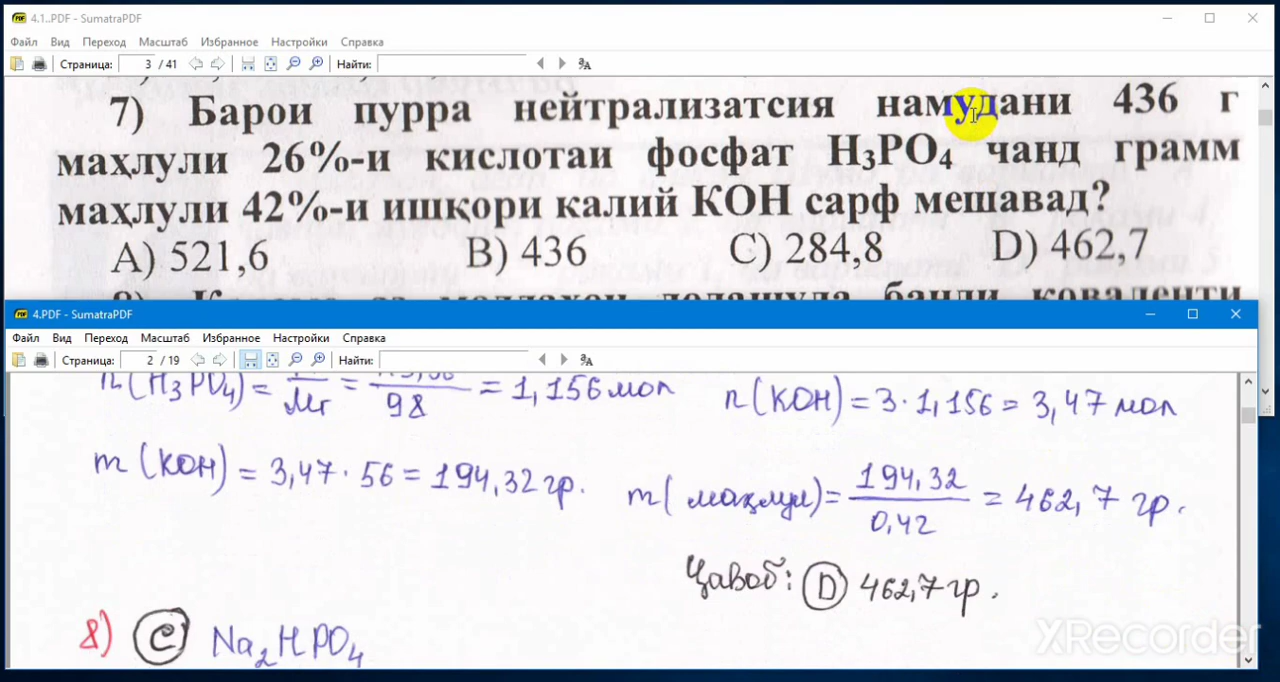 4.1..PDF - SumatraPDF
Файл Вид Переход Масштаб Избранное Настройки Справка
Страница: 3 / 41 Найти:
7) Барои пурра нейтрализатсия намудани 436 г
махлули 26%-и кислотаи фосфат H₃PO₄ чанд грамм
махлули 42%-и ишқори калий KOH сарф мешавад?
A) 521,6 B) 436 C) 284,8 D) 462,7
4.PDF - SumatraPDF
Файл Вид Переход Масштаб Избранное Настройки Справка
Страница: 2 / 19 Найти:
n(H₃PO₄) = = /98 = 1,156 мол n(KOH) = 3·1,156 = 3,47 мол
m(KOH) = 3,47·56 = 194,32 гр. m(маҳлул) = 194,32/0,42 = 462,7 гр.
Ҷавоб: D 462,7 гр.
8) C Na₂HPO₄
XRecorder